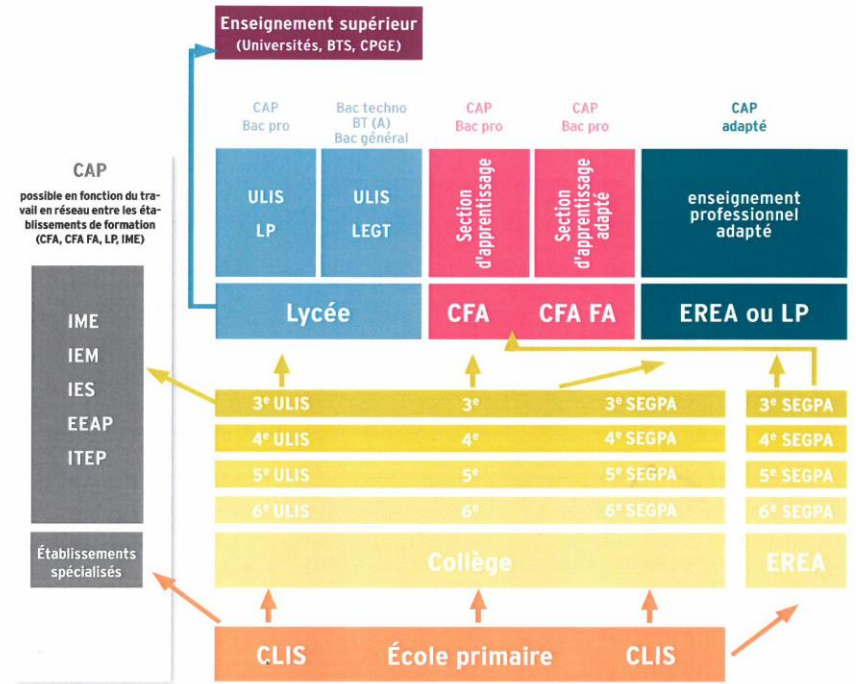 Enseignement supérieur
(Universités, BTS, CPGE)
CAP
Bac pro
Bac techno
BT (A)
Bac général
CAP
Bac pro
CAP
Bac pro
CAP
adapté
CAP
possible en fonction du tra-
vail en réseau entre les éta-
blissements de formation
(CFA, CFA FA, LP, IME)
ULIS
LP
ULIS
LEGT
Section
d'apprentissage
Section
d'apprentissage
adapté
enseignement
professionnel
adapté
Lycée
CFA
CFA FA
EREA ou LP
IME
IEM
IES
EEAP
ITEP
3e ULIS 3e 3e SEGPA 3e SEGPA
4e ULIS 4e 4e SEGPA 4e SEGPA
5e ULIS 5e 5e SEGPA 5e SEGPA
6e ULIS 6e 6e SEGPA 6e SEGPA
Établissements
spécialisés
Collège
EREA
CLIS École primaire CLIS